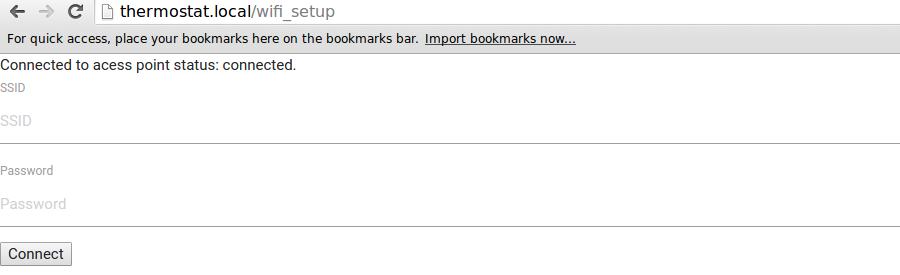 thermostat.local/wifi_setup
For quick access, place your bookmarks here on the bookmarks bar. Import bookmarks now...
Connected to acess point status: connected.
SSID
SSID
Password
Password
Connect